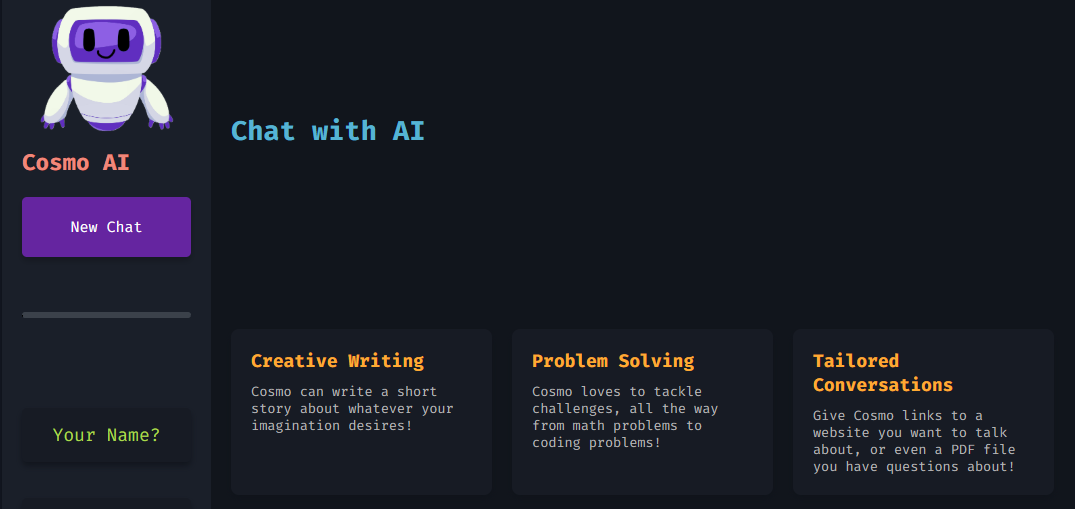 Cosmo AI
New Chat
Your Name?
Chat with AI
Creative Writing
Cosmo can write a short
story about whatever your
imagination desires!
Problem Solving
Cosmo loves to tackle
challenges, all the way
from math problems to
coding problems!
Tailored
Conversations
Give Cosmo links to a
website you want to talk
about, or even a PDF file
you have questions about!